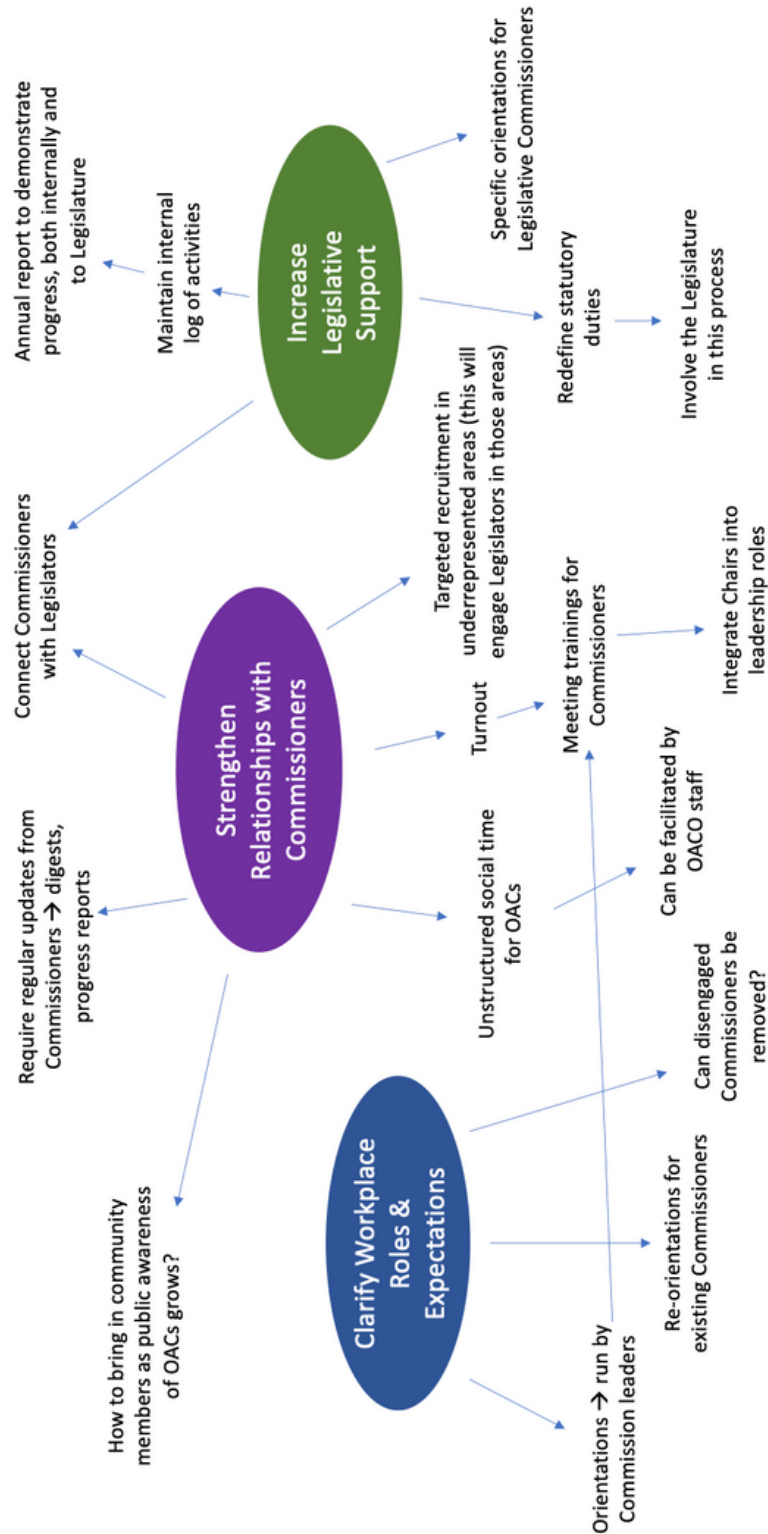 How to bring in community
members as public awareness
of OACs grows?
Require regular updates from
Commissioners → digests,
progress reports
Connect Commissioners
with Legislators
Annual report to demonstrate
progress, both internally and
to Legislature
Maintain internal
log of activities
Clarify Workplace
Roles &
Expectations
Strengthen
Relationships with
Commissioners
Increase
Legislative
Support
Orientations → run by
Commission leaders
Re-orientations for
existing Commissioners
Can disengaged
Commissioners be
removed?
Unstructured social time
for OACs
Can be facilitated by
OACO staff
Turnout
Meeting trainings for
Commissioners
Integrate Chairs into
leadership roles
Targeted recruitment in
underrepresented areas (this will
engage Legislators in those areas)
Redefine statutory
duties
Involve the Legislature
in this process
Specific orientations for
Legislative Commissioners